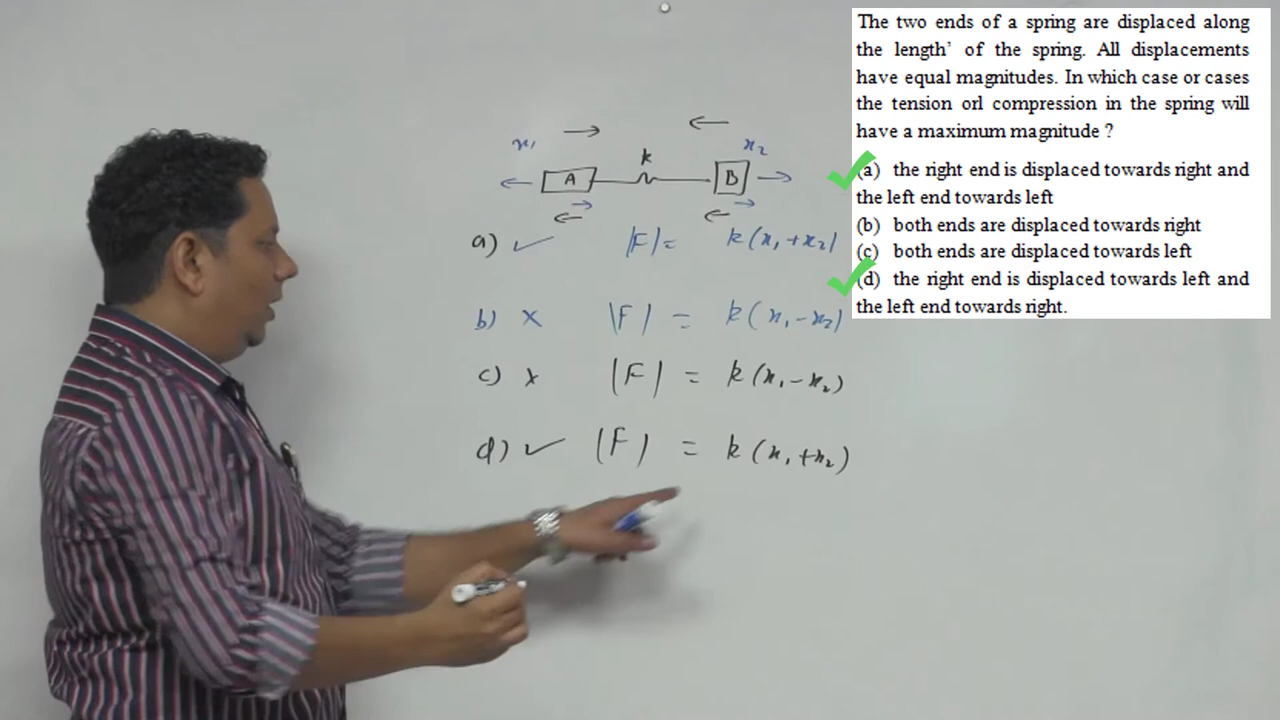 The two ends of a spring are displaced along
the length’ of the spring. All displacements
have equal magnitudes. In which case or cases
the tension orl compression in the spring will
have a maximum magnitude ?
(a) the right end is displaced towards right and
the left end towards left
(b) both ends are displaced towards right
(c) both ends are displaced towards left
(d) the right end is displaced towards left and
the left end towards right.
x₁ k x₂
A B
a) ✓ |F| = k(x₁+x₂)
b) x |F| = k(x₁-x₂)
c) x |F| = k(x₁-x₂)
d) ✓ |F| = k(x₁+x₂)